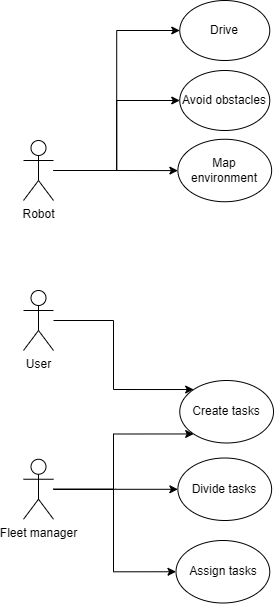 Drive
Avoid obstacles
Map
environment
Robot
User
Create tasks
Divide tasks
Fleet manager
Assign tasks